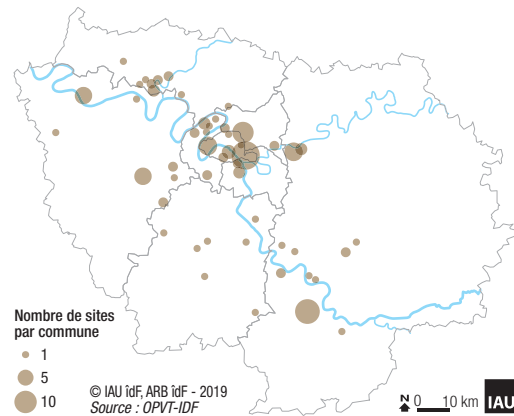 Nombre de sites
par commune
1
5
10
© IAU îdF, ARB îdF - 2019
Source : OPVT-IDF
N
0 10 km
IAU